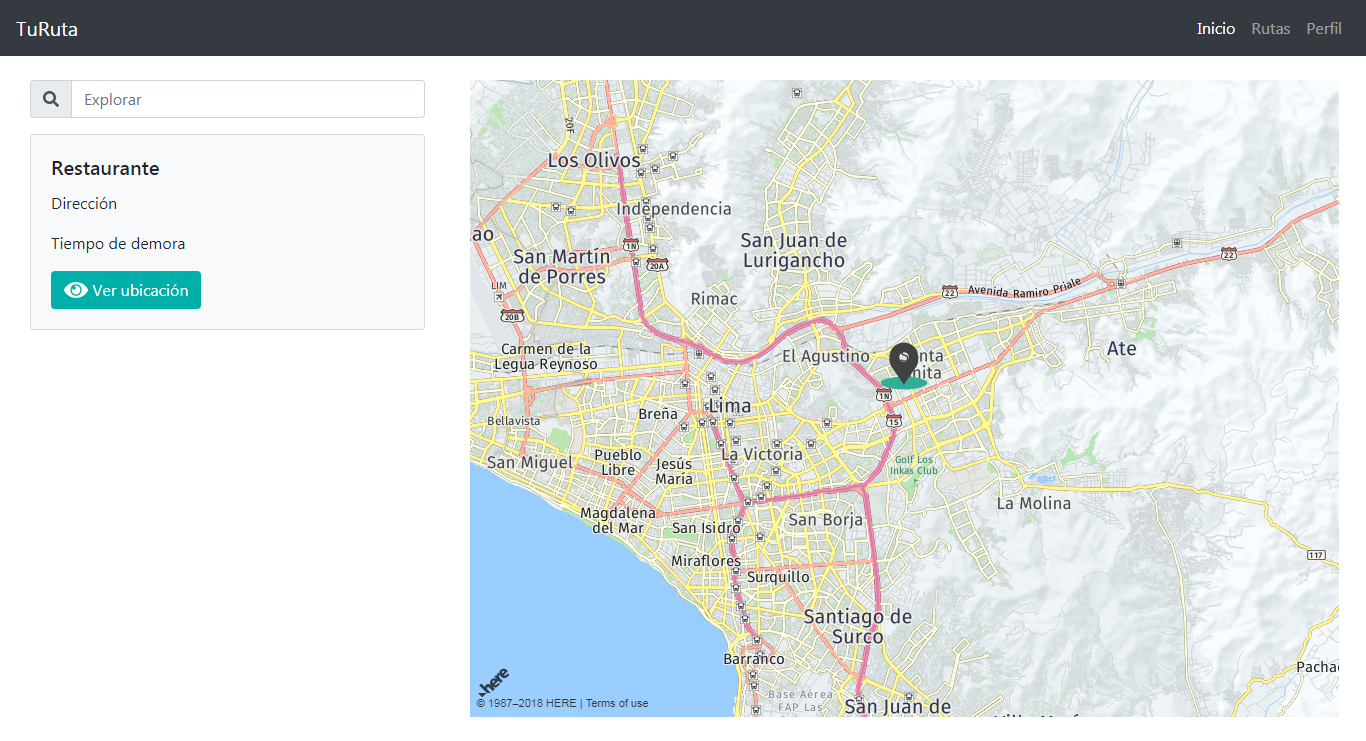 TuRuta
Inicio Rutas Perfil
Explorar
Restaurante
Dirección
Tiempo de demora
Ver ubicación
20F
Los Olivos
Independencia
ao
1N
San Juan de
Lurigancho
San Martín
de Porres
20A
22
22
Avenida Ramiro Priale
LIM
Rimac
20B
Carmen de la
Legua Reynoso
El Agustino
Ate
nta
nita
1N
Lima
Breña
1S
Bellavista
La Victoria
Pueblo
Libre
San Miguel
Jesús
María
Golf Los
Inkas Club
La Molina
Magdalena
del Mar
San Isidro
San Borja
117
Miraflores
Surquillo
Santiago de
Surco
Barranco
Pachac
here
Base Aérea
FAP Las
San Juan de
© 1987–2018 HERE | Terms of use